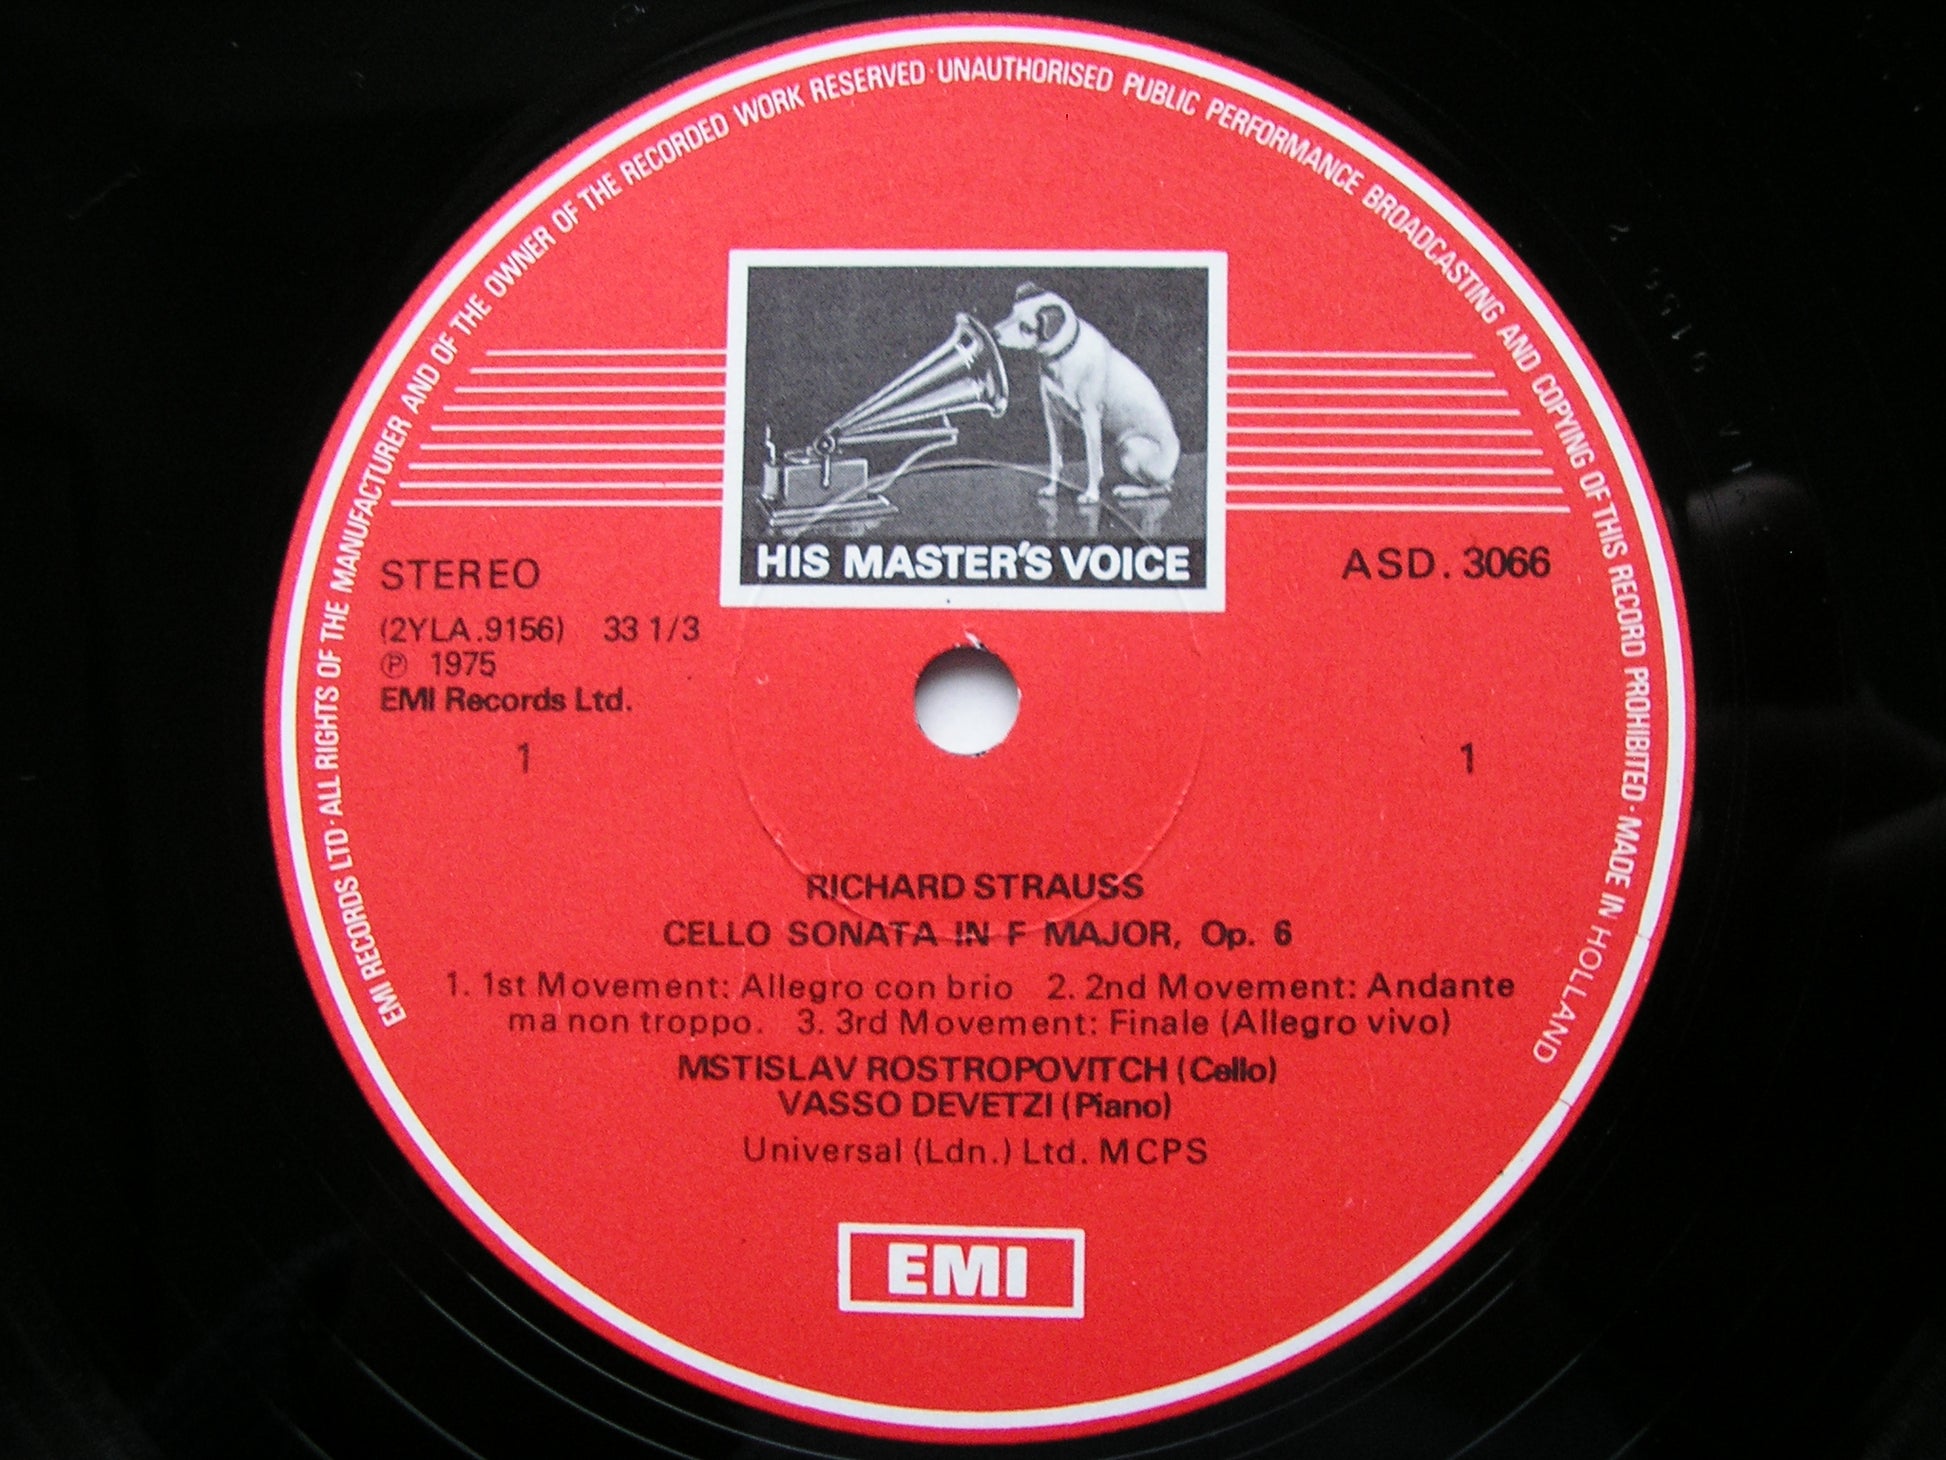 EMI RECORDS LTD · ALL RIGHTS OF THE MANUFACTURER AND OF THE OWNER OF THE RECORDED WORK RESERVED · UNAUTHORISED PUBLIC PERFORMANCE BROADCASTING AND COPYING OF THIS RECORD PROHIBITED · MADE IN HOLLAND
HIS MASTER'S VOICE
STEREO
ASD. 3066
(2YLA.9156) 33 1/3
℗ 1975
EMI Records Ltd.
1
1
RICHARD STRAUSS
CELLO SONATA IN F MAJOR, Op. 6
1. 1st Movement: Allegro con brio 2. 2nd Movement: Andante
ma non troppo. 3. 3rd Movement: Finale (Allegro vivo)
MSTISLAV ROSTROPOVITCH (Cello)
VASSO DEVETZI (Piano)
Universal (Ldn.) Ltd. MCPS
EMI